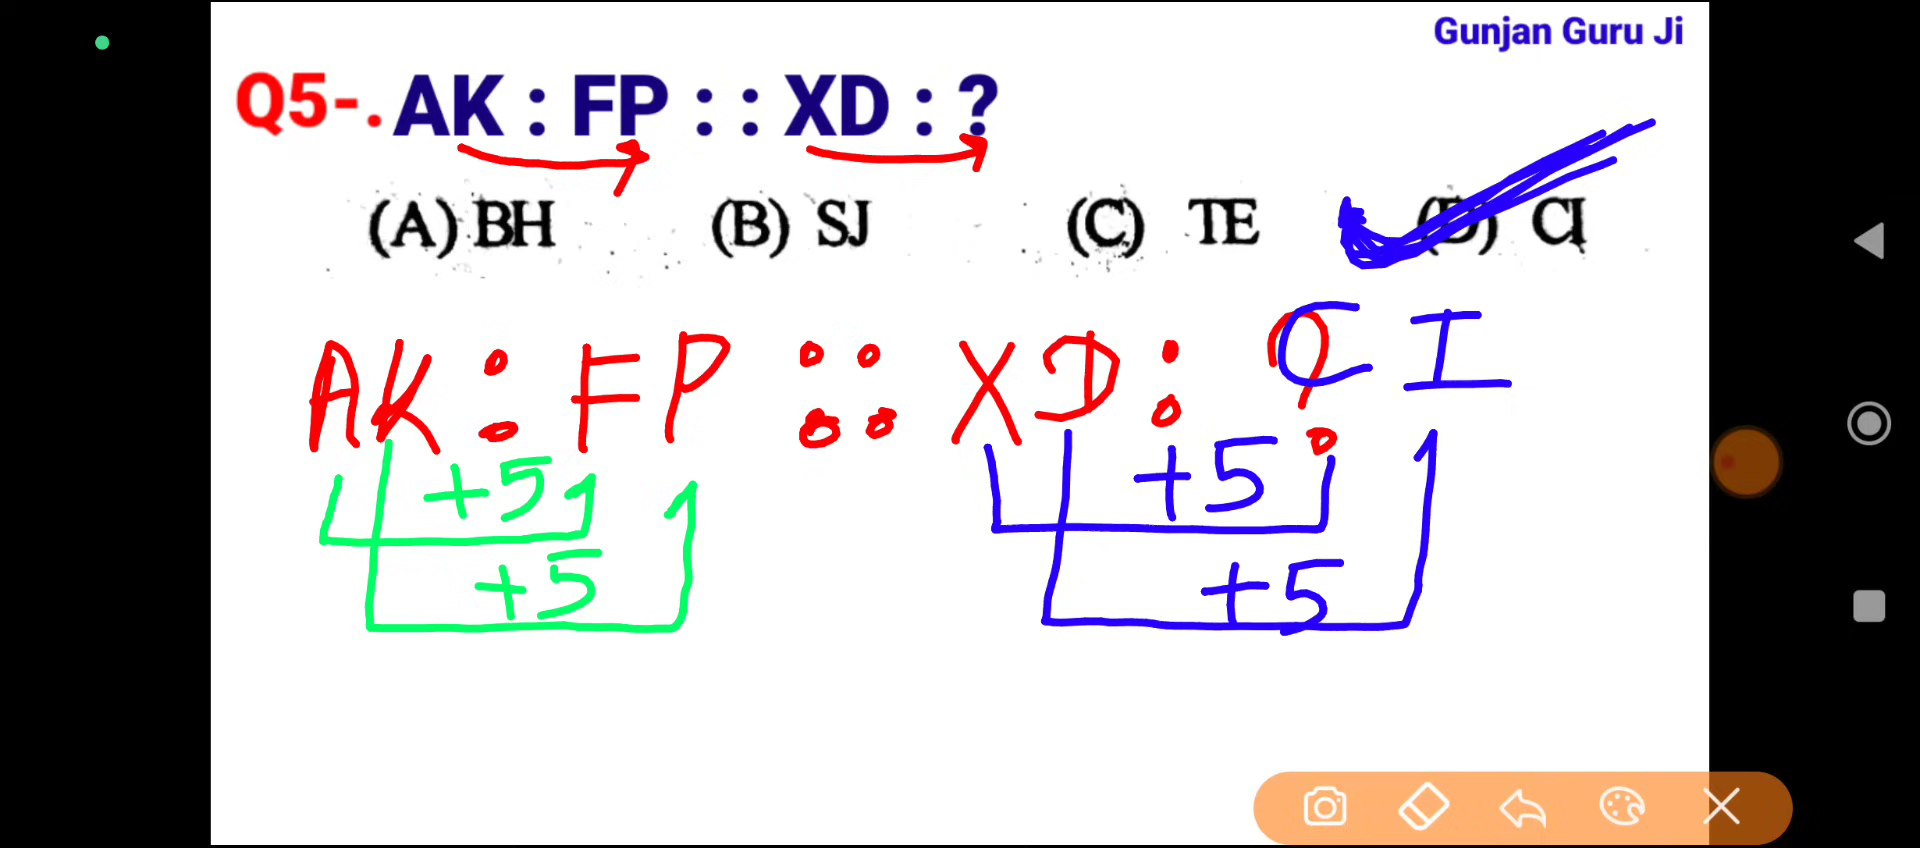 Gunjan Guru Ji
Q5-. AK : FP : : XD : ?
(A) BH (B) SJ (C) TE (D) CI
AK : FP :: XD : ? CI
+5 +5
+5 +5